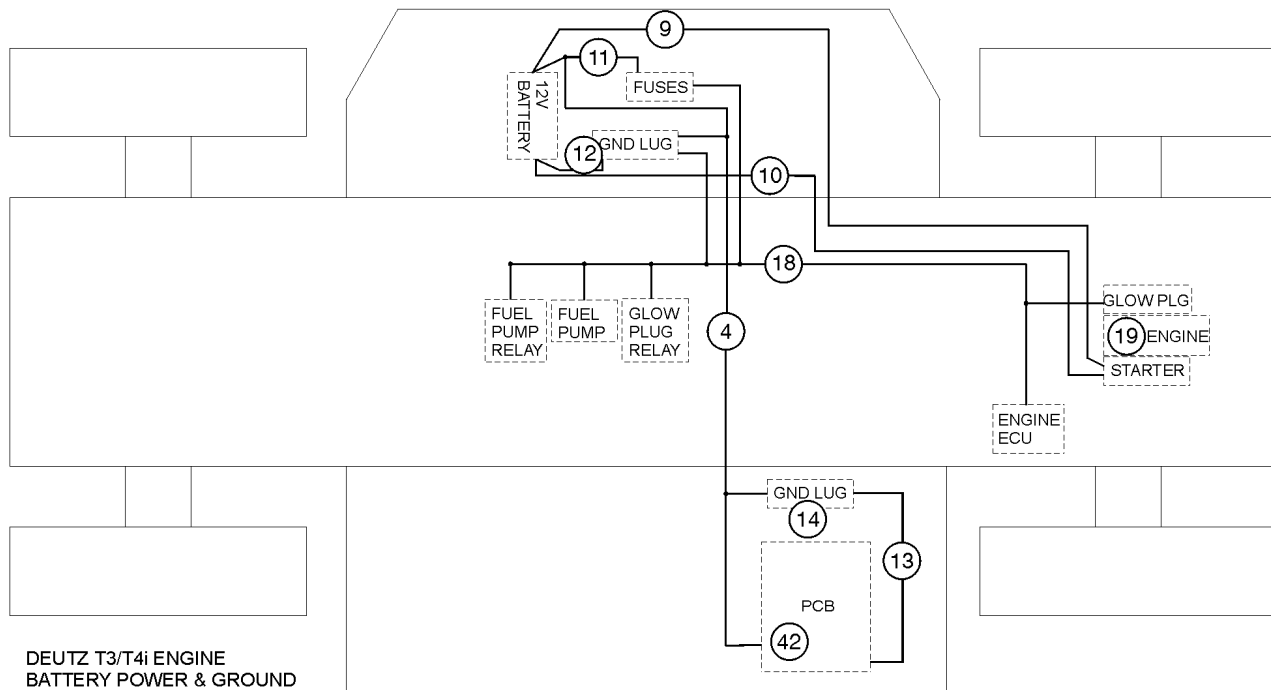 9
11
12V
BATTERY
FUSES
12
GND LUG
10
18
FUEL
PUMP
RELAY
FUEL
PUMP
GLOW
PLUG
RELAY
4
GLOW PLG
19
ENGINE
STARTER
ENGINE
ECU
GND LUG
14
13
PCB
42
DEUTZ T3/T4i ENGINE
BATTERY POWER & GROUND